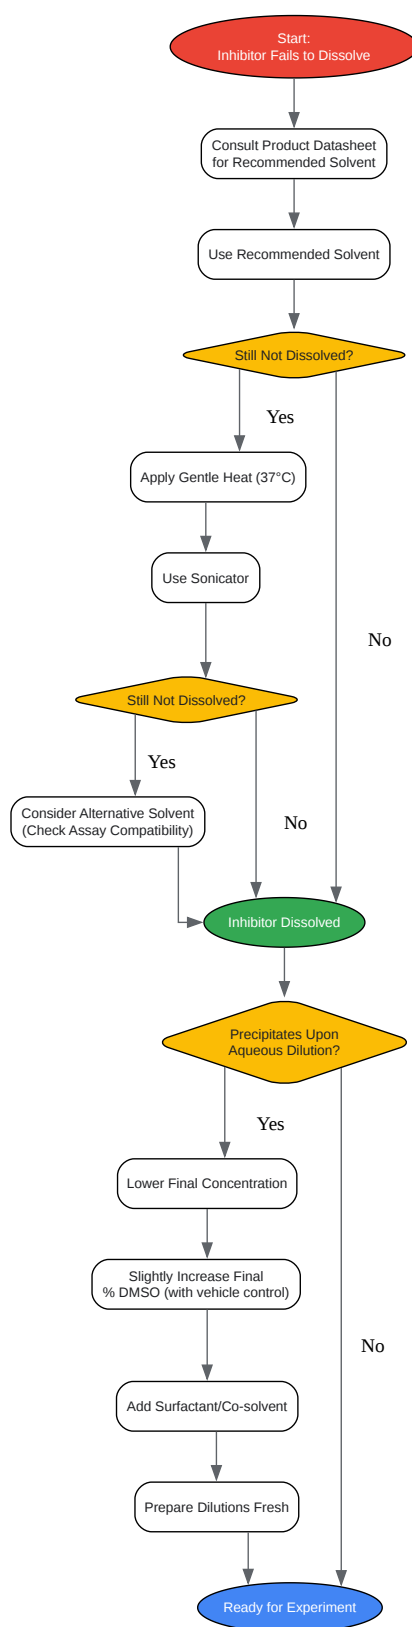 Start:
Inhibitor Fails to Dissolve
Consult Product Datasheet
for Recommended Solvent
Use Recommended Solvent
Still Not Dissolved?
Yes
Apply Gentle Heat (37°C)
Use Sonicator
No
Still Not Dissolved?
Yes
Consider Alternative Solvent
(Check Assay Compatibility)
No
Inhibitor Dissolved
Precipitates Upon
Aqueous Dilution?
Yes
Lower Final Concentration
Slightly Increase Final
% DMSO (with vehicle control)
No
Add Surfactant/Co-solvent
Prepare Dilutions Fresh
Ready for Experiment